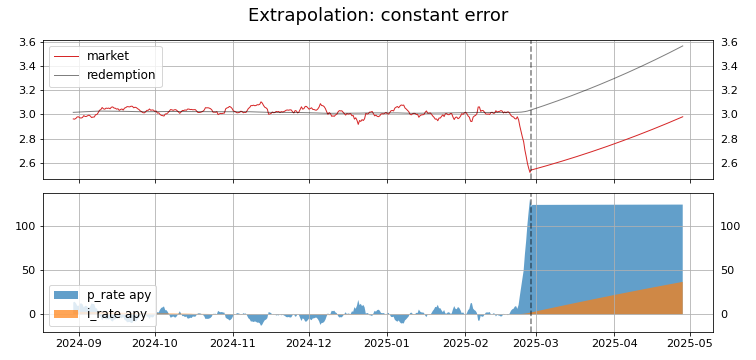 Extrapolation: constant error
3.6 3.6
market
3.4 3.4
redemption
3.2 3.2
3.0 3.0
2.8 2.8
2.6 2.6
100 100
50 50
p_rate apy
0 i_rate apy 0
2024-09 2024-10 2024-11 2024-12 2025-01 2025-02 2025-03 2025-04 2025-05